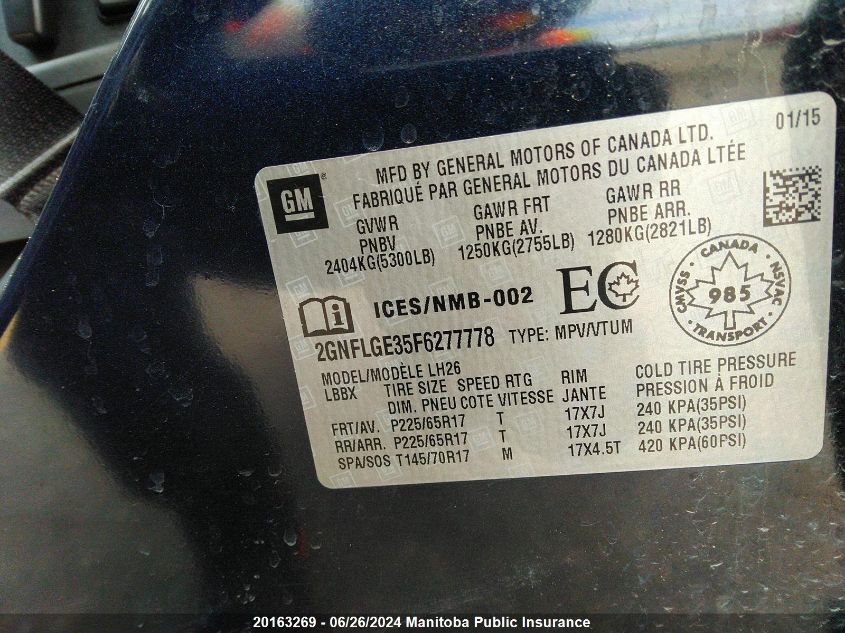 01/15
MFD BY GENERAL MOTORS OF CANADA LTD.
FABRIQUÉ PAR GENERAL MOTORS DU CANADA LTÉE
GM
GVWR GAWR FRT GAWR RR
PNBV PNBE AV. PNBE ARR.
2404KG(5300LB) 1250KG(2755LB) 1280KG(2821LB)
ICES/NMB-002 EC
CANADA
CMVSS 985 NSVAC
TRANSPORT
2GNFLGE35F6277778 TYPE: MPV/VTUM
MODEL/MODÈLE LH26
LBBX TIRE SIZE SPEED RTG RIM COLD TIRE PRESSURE
DIM. PNEU COTE VITESSE JANTE PRESSION À FROID
FRT/AV. P225/65R17 T 17X7J 240 KPA(35PSI)
RR/ARR. P225/65R17 T 17X7J 240 KPA(35PSI)
SPA/SOS T145/70R17 M 17X4.5T 420 KPA(60PSI)
20163269 - 06/26/2024 Manitoba Public Insurance